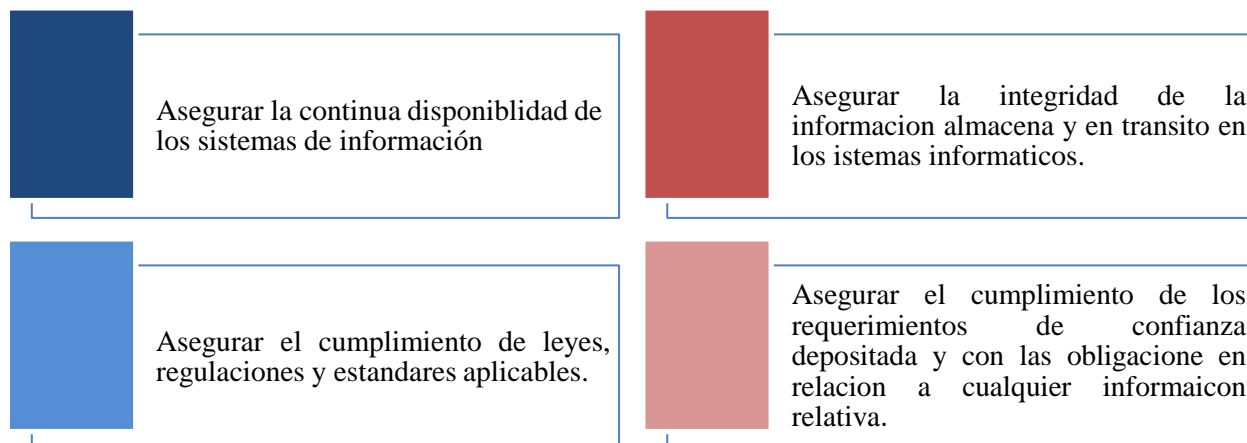 Asegurar la continua disponiblidad de
los sistemas de información
Asegurar la integridad de la
informacion almacena y en transito en
los istemas informaticos.
Asegurar el cumplimiento de leyes,
regulaciones y estandares aplicables.
Asegurar el cumplimiento de los
requerimientos de confianza
depositada y con las obligacione en
relacion a cualquier informaicon
relativa.